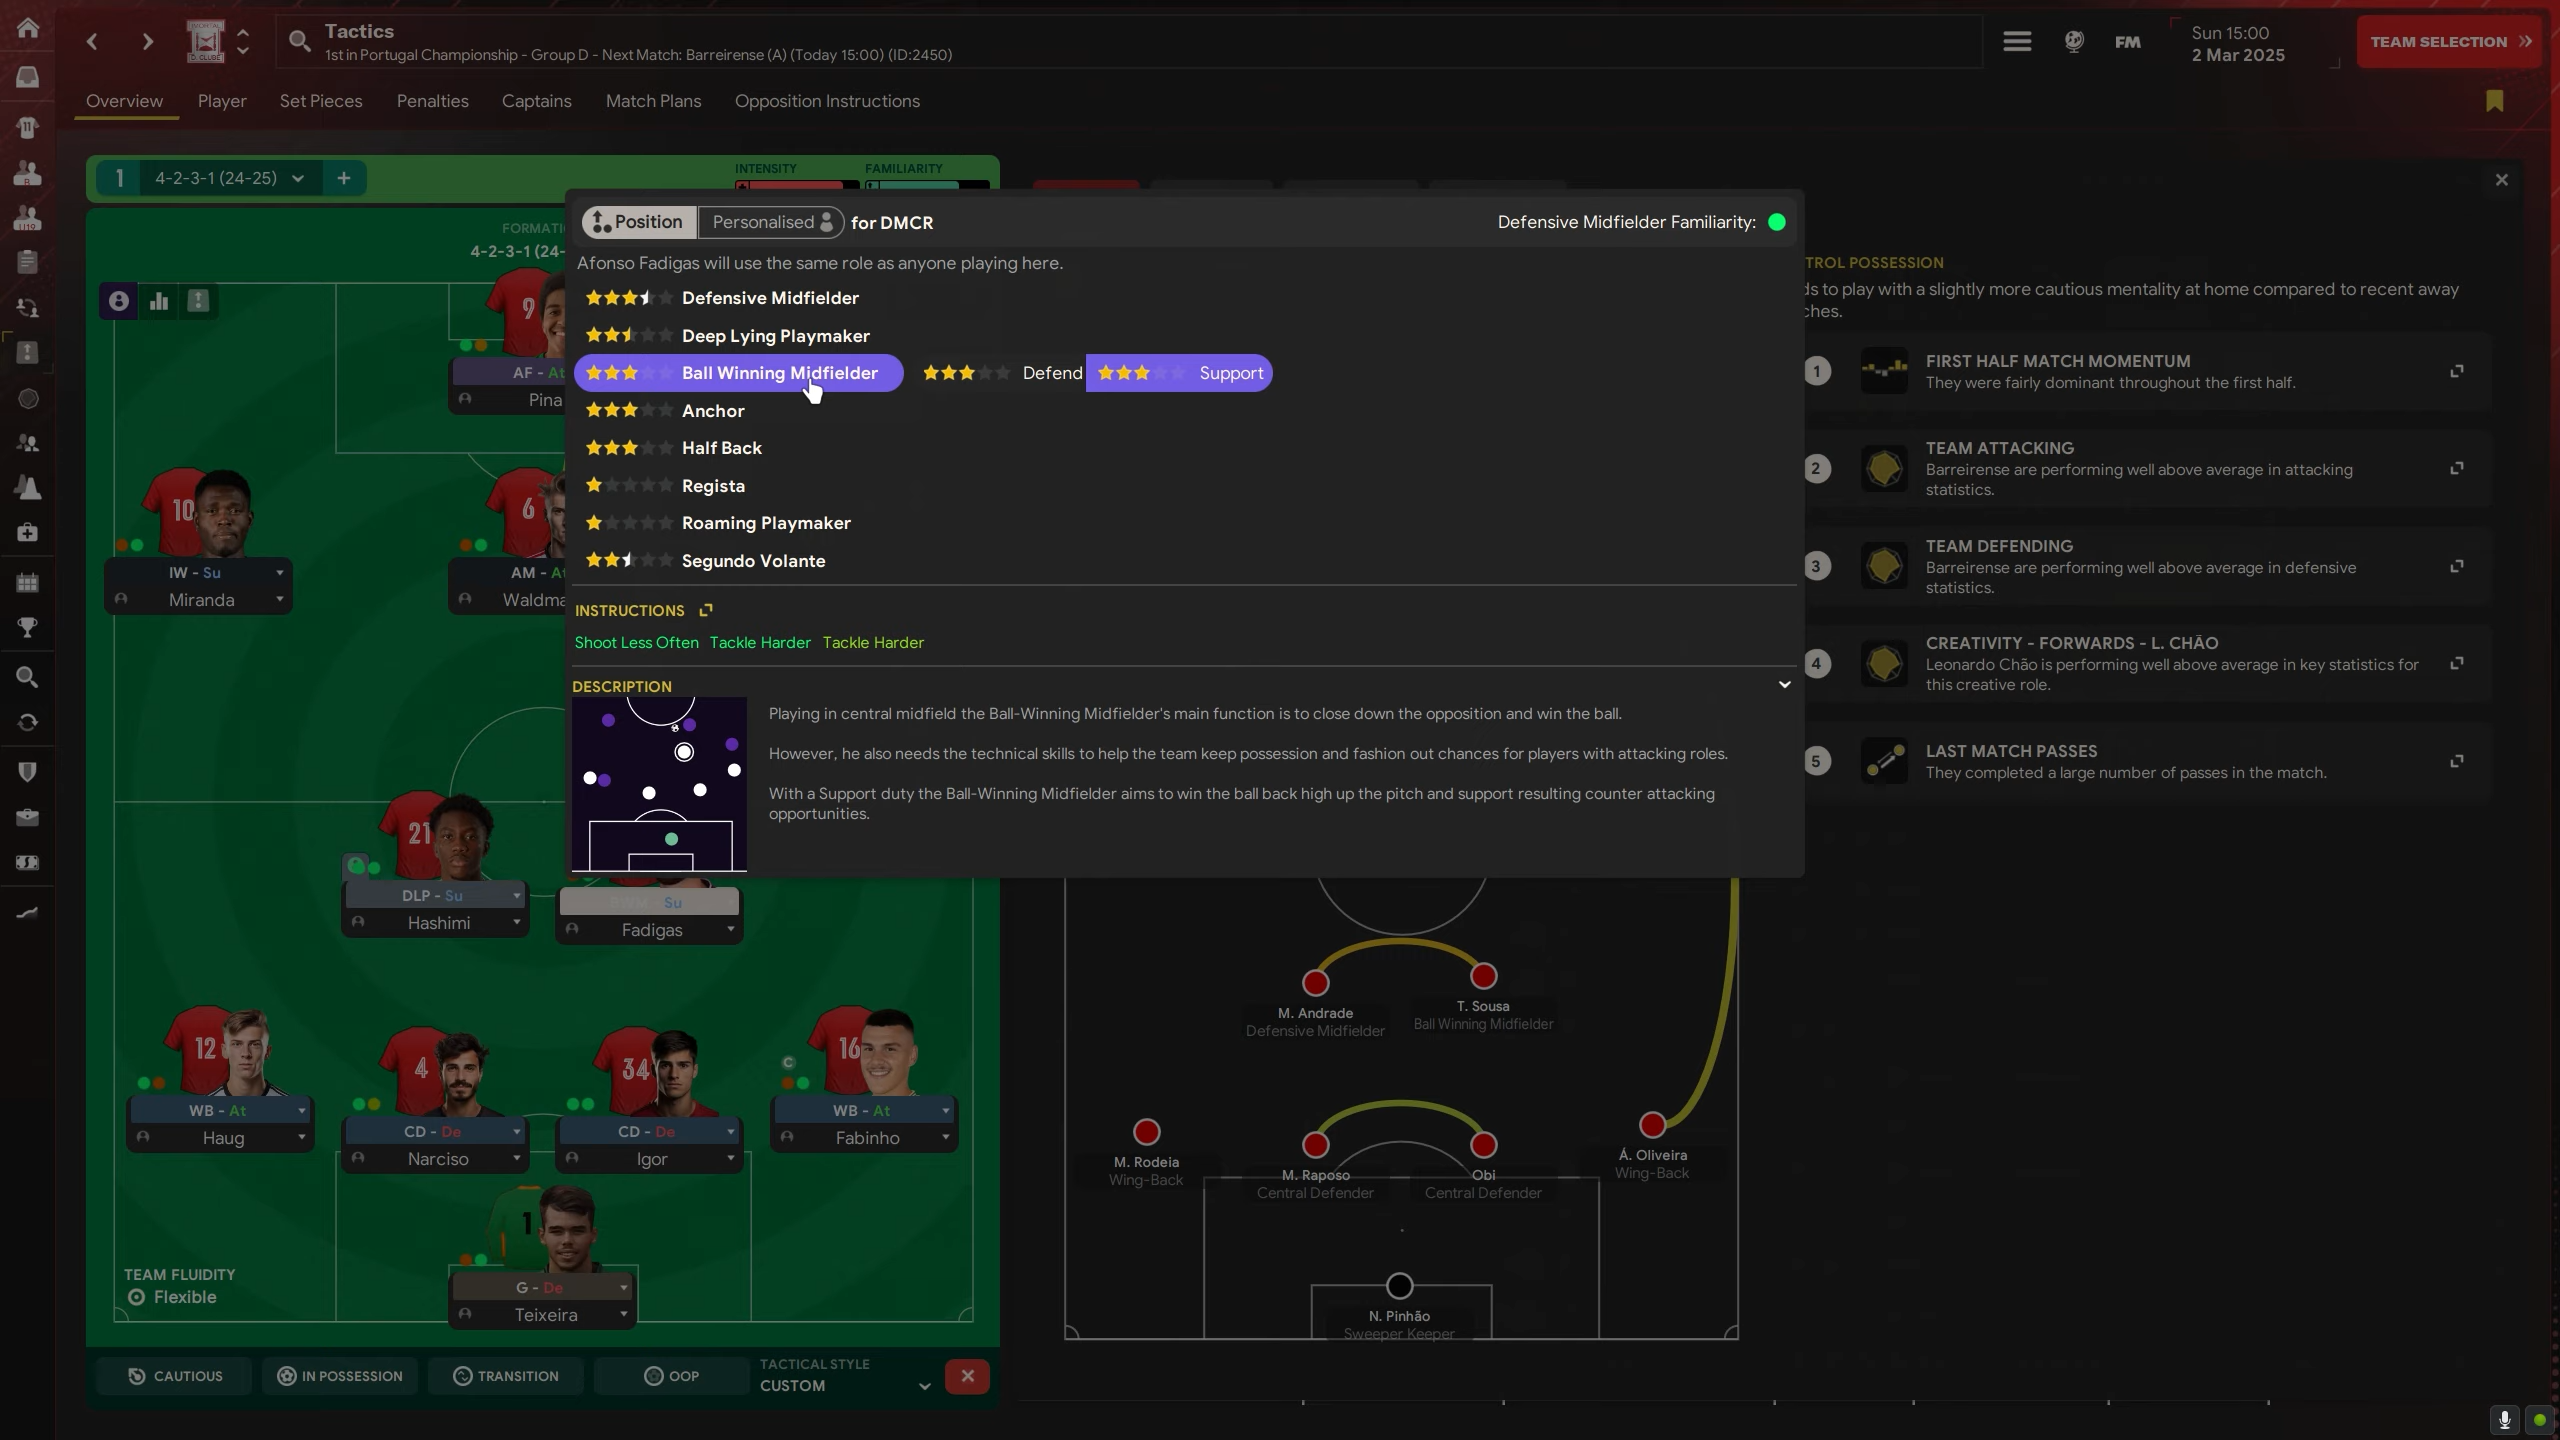 Tactics
1st in Portugal Championship - Group D - Next Match: Barreirense (A) (Today 15:00) (ID:2450)
FM
Sun 15:00
2 Mar 2025
TEAM SELECTION
Overview
Player
Set Pieces
Penalties
Captains
Match Plans
Opposition Instructions
1
4-2-3-1 (24-25)
+
INTENSITY
FAMILIARITY
4-2-3-1 (24-
Position
Personalised
for DMCR
Defensive Midfielder Familiarity:
Afonso Fadigas will use the same role as anyone playing here.
Defensive Midfielder
Deep Lying Playmaker
Ball Winning Midfielder
Defend
Support
Anchor
Half Back
Regista
Roaming Playmaker
Segundo Volante
INSTRUCTIONS
Shoot Less Often Tackle Harder Tackle Harder
DESCRIPTION
Playing in central midfield the Ball-Winning Midfielder's main function is to close down the opposition and win the ball.
However, he also needs the technical skills to help the team keep possession and fashion out chances for players with attacking roles.
With a Support duty the Ball-Winning Midfielder aims to win the ball back high up the pitch and support resulting counter attacking
opportunities.
9
AF - At
Pina
10
IW - Su
Miranda
6
AM - At
Waldma
21
DLP - Su
Hashimi
BWM - Su
Fadigas
12
WB - At
Haug
4
CD - De
Narciso
34
CD - De
Igor
C
16
WB - At
Fabinho
1
G - De
Teixeira
TEAM FLUIDITY
Flexible
CAUTIOUS
IN POSSESSION
TRANSITION
OOP
TACTICAL STYLE
CUSTOM
TROL POSSESSION
ds to play with a slightly more cautious mentality at home compared to recent away
ches.
1
FIRST HALF MATCH MOMENTUM
They were fairly dominant throughout the first half.
2
TEAM ATTACKING
Barreirense are performing well above average in attacking
statistics.
3
TEAM DEFENDING
Barreirense are performing well above average in defensive
statistics.
4
CREATIVITY - FORWARDS - L. CHÃO
Leonardo Chão is performing well above average in key statistics for
this creative role.
5
LAST MATCH PASSES
They completed a large number of passes in the match.
M. Andrade
Defensive Midfielder
T. Sousa
Ball Winning Midfielder
M. Rodeia
Wing-Back
M. Raposo
Central Defender
Obi
Central Defender
Á. Oliveira
Wing-Back
N. Pinhão
Sweeper Keeper